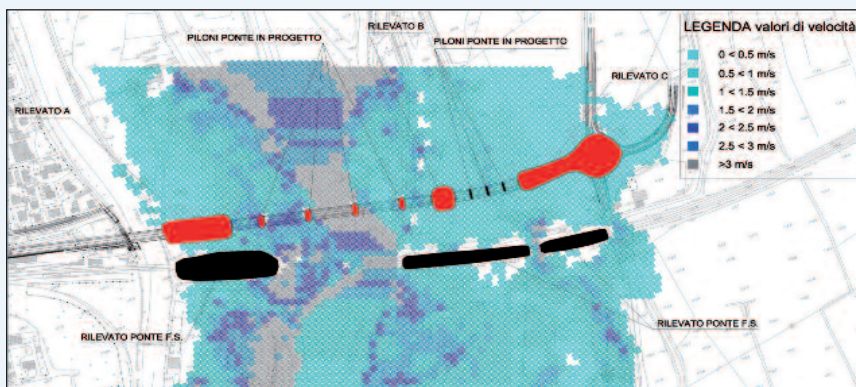 RILEVATO B
LEGENDA valori di velocità
PILONI PONTE IN PROGETTO
PILONI PONTE IN PROGETTO
0 < 0.5 m/s
0.5 < 1 m/s
1 < 1.5 m/s
1.5 < 2 m/s
2 < 2.5 m/s
2.5 < 3 m/s
>3 m/s
RILEVATO C
RILEVATO A
RILEVATO PONTE F.S.
RILEVATO PONTE F.S.